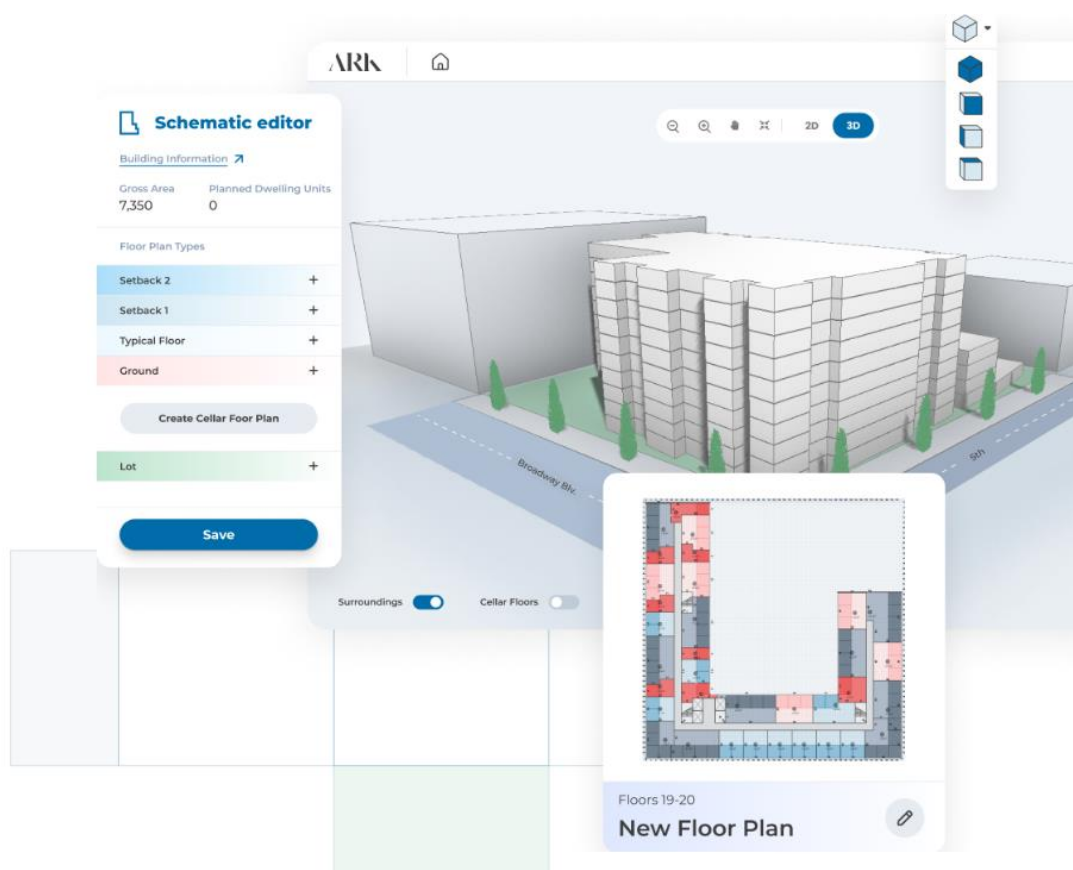 ARK
Schematic editor
Building Information
Gross Area
Planned Dwelling Units
7,350
0
Floor Plan Types
Setback 2
Setback 1
Typical Floor
Ground
Create Cellar Foor Plan
Lot
Save
2D
3D
Broadway Blv.
5th
Surroundings
Cellar Floors
Floors 19-20
New Floor Plan